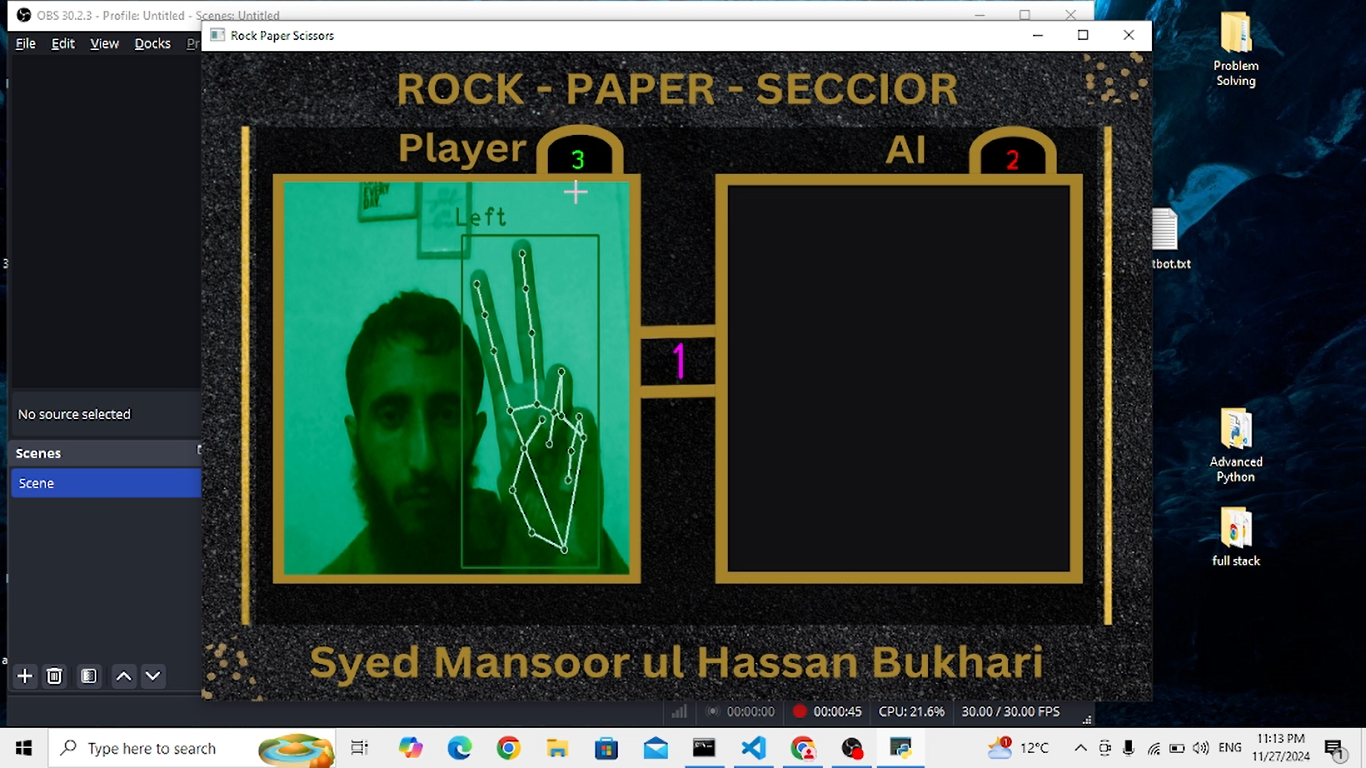 OBS 30.2.3 - Profile: Untitled - Scenes: Untitled
Rock Paper Scissors
File Edit View Docks Pr
ROCK - PAPER - SECCIOR
Player 3
AI 2
EVERY
DAY.
Left
1
No source selected
Scenes
Scene
Syed Mansoor ul Hassan Bukhari
00:00:00 00:00:45 CPU: 21.6% 30.00 / 30.00 FPS
Problem
Solving
tbot.txt
Advanced
Python
full stack
Type here to search
1 12°C ENG
11:13 PM
11/27/2024
1